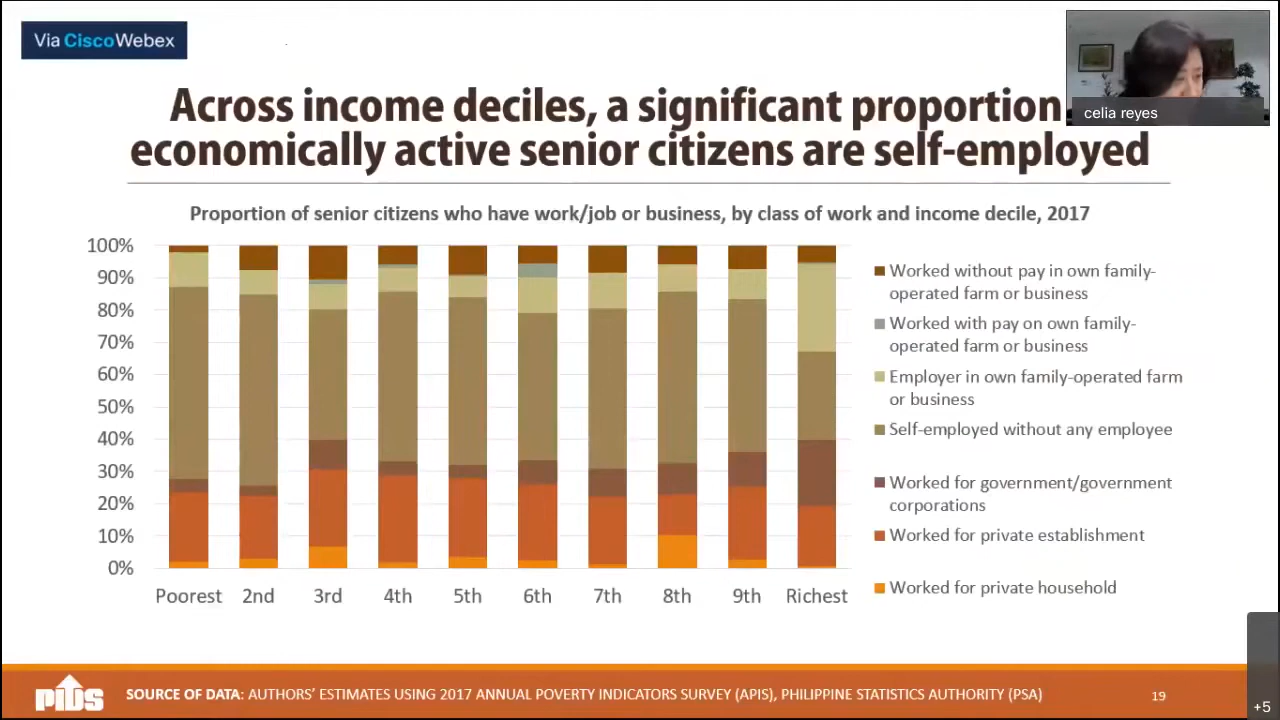 Via CiscoWebex
celia reyes
Across income deciles, a significant proportion
economically active senior citizens are self-employed
Proportion of senior citizens who have work/job or business, by class of work and income decile, 2017
100%
90%
80%
70%
60%
50%
40%
30%
20%
10%
0%
Poorest 2nd 3rd 4th 5th 6th 7th 8th 9th Richest
Worked without pay in own family-
operated farm or business
Worked with pay on own family-
operated farm or business
Employer in own family-operated farm
or business
Self-employed without any employee
Worked for government/government
corporations
Worked for private establishment
Worked for private household
PIDS
SOURCE OF DATA: AUTHORS' ESTIMATES USING 2017 ANNUAL POVERTY INDICATORS SURVEY (APIS), PHILIPPINE STATISTICS AUTHORITY (PSA)
19
+5